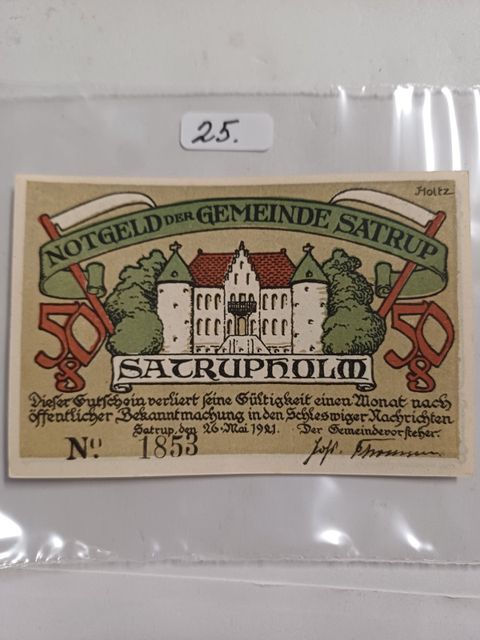 25.
Holtz
NOTGELD DER GEMEINDE SATRUP
50 50
SATRUPHOLM
Dieser Gutschein verliert seine Gültigkeit einen Monat nach
öffentlicher Bekanntmachung in den Schleswiger Nachrichten
Satrup, den 26. Mai 1921. Der Gemeindevorsteher.
No 1853
Joh.